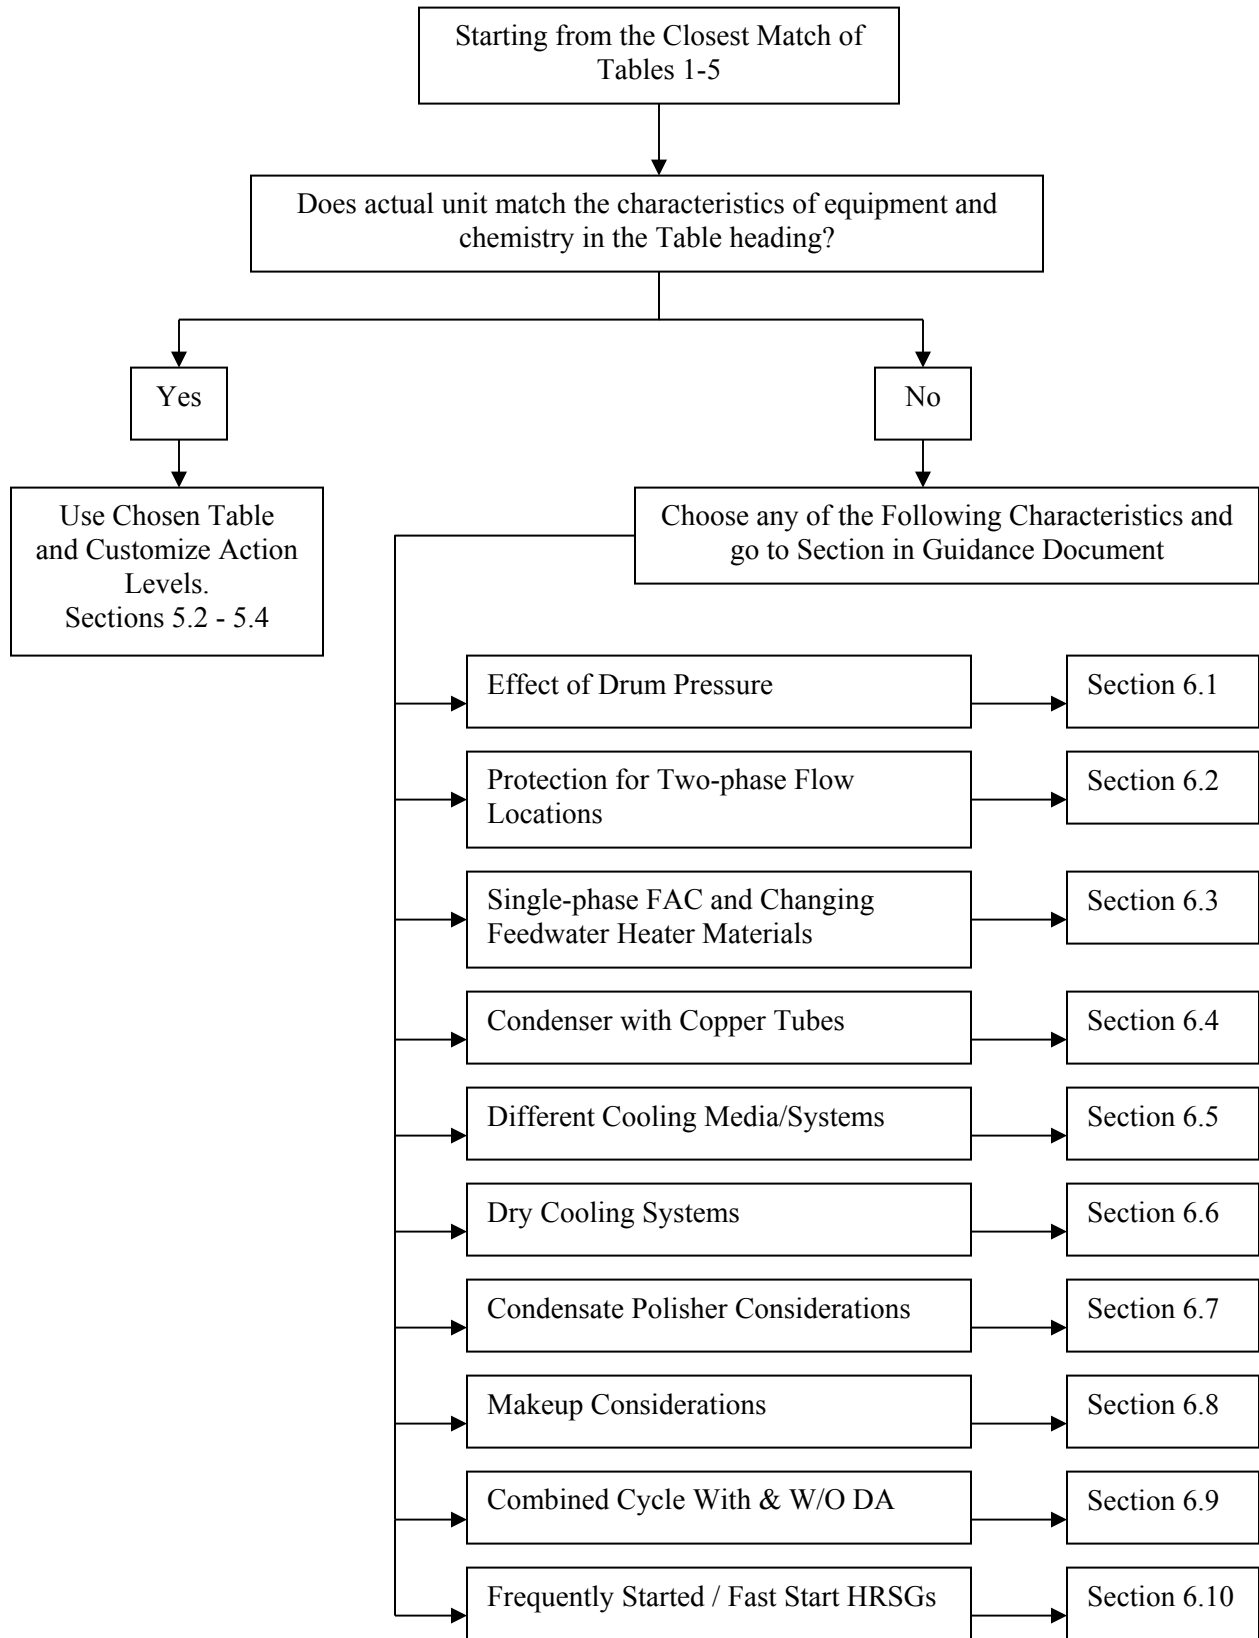 Starting from the Closest Match of
Tables 1-5
Does actual unit match the characteristics of equipment and
chemistry in the Table heading?
Yes
No
Use Chosen Table
and Customize Action
Levels.
Sections 5.2 - 5.4
Choose any of the Following Characteristics and
go to Section in Guidance Document
Effect of Drum Pressure
Section 6.1
Protection for Two-phase Flow
Locations
Section 6.2
Single-phase FAC and Changing
Feedwater Heater Materials
Section 6.3
Condenser with Copper Tubes
Section 6.4
Different Cooling Media/Systems
Section 6.5
Dry Cooling Systems
Section 6.6
Condensate Polisher Considerations
Section 6.7
Makeup Considerations
Section 6.8
Combined Cycle With & W/O DA
Section 6.9
Frequently Started / Fast Start HRSGs
Section 6.10